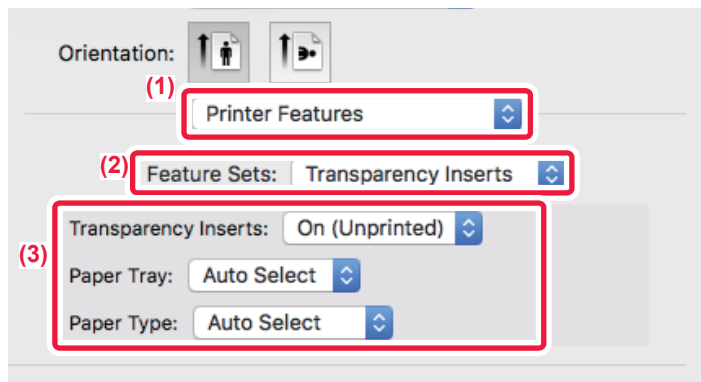 Orientation:
(1)
Printer Features
(2)
Feature Sets: Transparency Inserts
(3)
Transparency Inserts: On (Unprinted)
Paper Tray: Auto Select
Paper Type: Auto Select